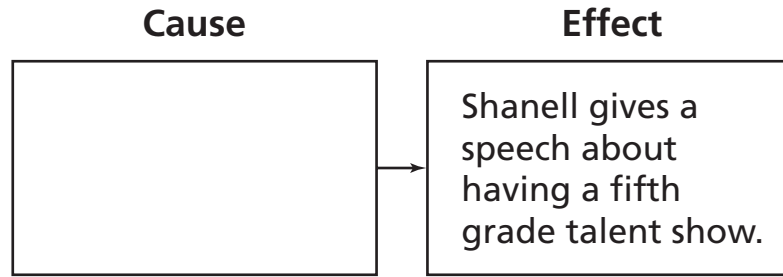 Cause
Effect
Shanell gives a
speech about
having a fifth
grade talent show.